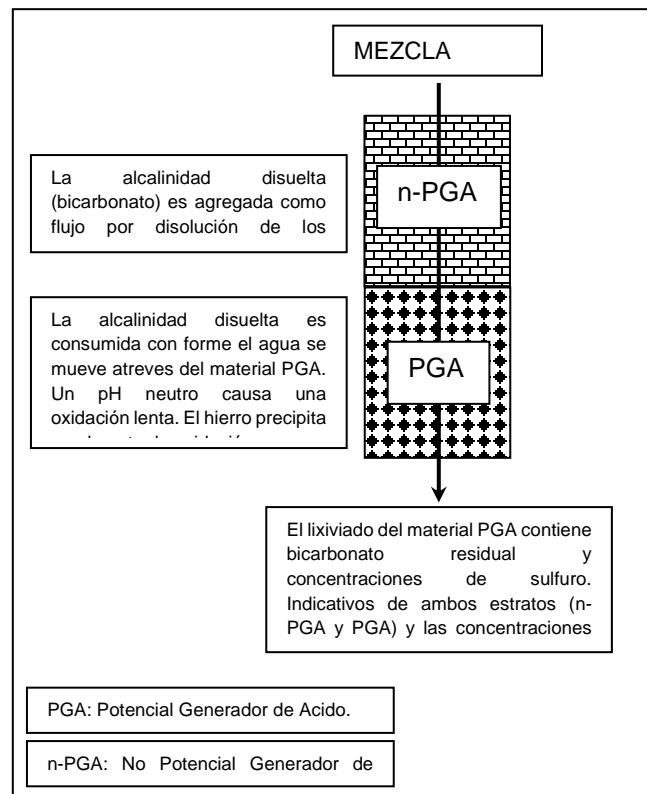 MEZCLA
La alcalinidad disuelta
(bicarbonato) es agregada como
flujo por disolución de los
n-PGA
La alcalinidad disuelta es
consumida con forme el agua se
mueve atreves del material PGA.
Un pH neutro causa una
oxidación lenta. El hierro precipita
PGA
El lixiviado del material PGA contiene
bicarbonato residual y
concentraciones de sulfuro.
Indicativos de ambos estratos (n-
PGA y PGA) y las concentraciones
PGA: Potencial Generador de Acido.
n-PGA: No Potencial Generador de